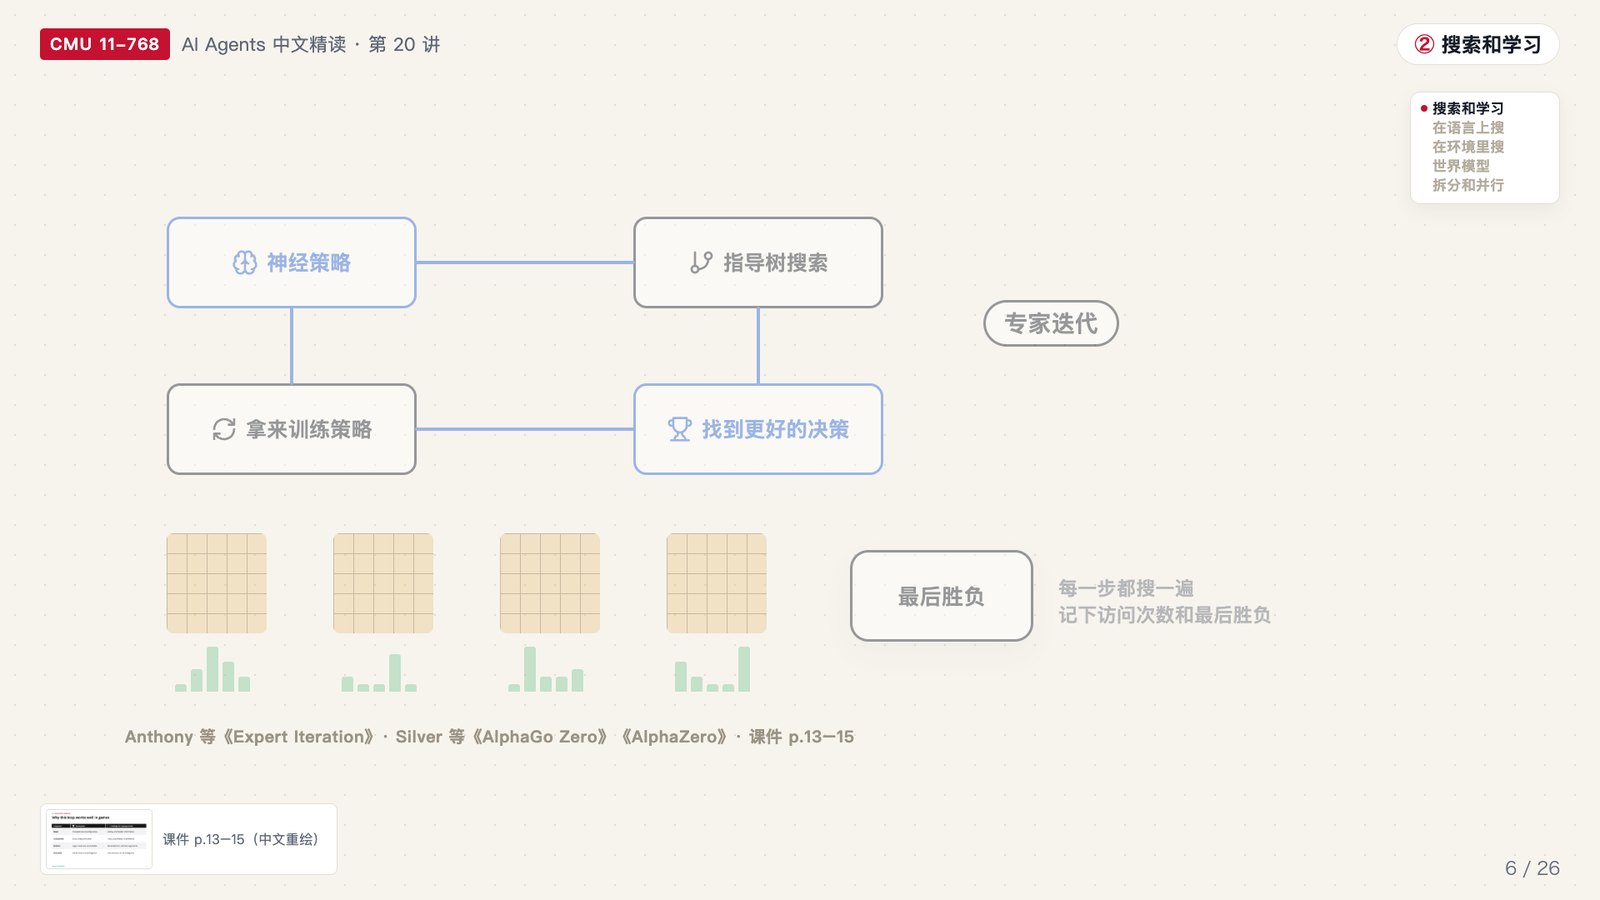 CMU 11-768 AI Agents 中文精读 · 第 20 讲
② 搜索和学习
搜索和学习
在语言上搜
在环境里搜
世界模型
拆分和并行
神经策略
指导树搜索
专家迭代
拿来训练策略
找到更好的决策
最后胜负
每一步都搜一遍
记下访问次数和最后胜负
Anthony 等《Expert Iteration》· Silver 等《AlphaGo Zero》《AlphaZero》· 课件 p.13—15
课件 p.13—15（中文重绘）
6 / 26